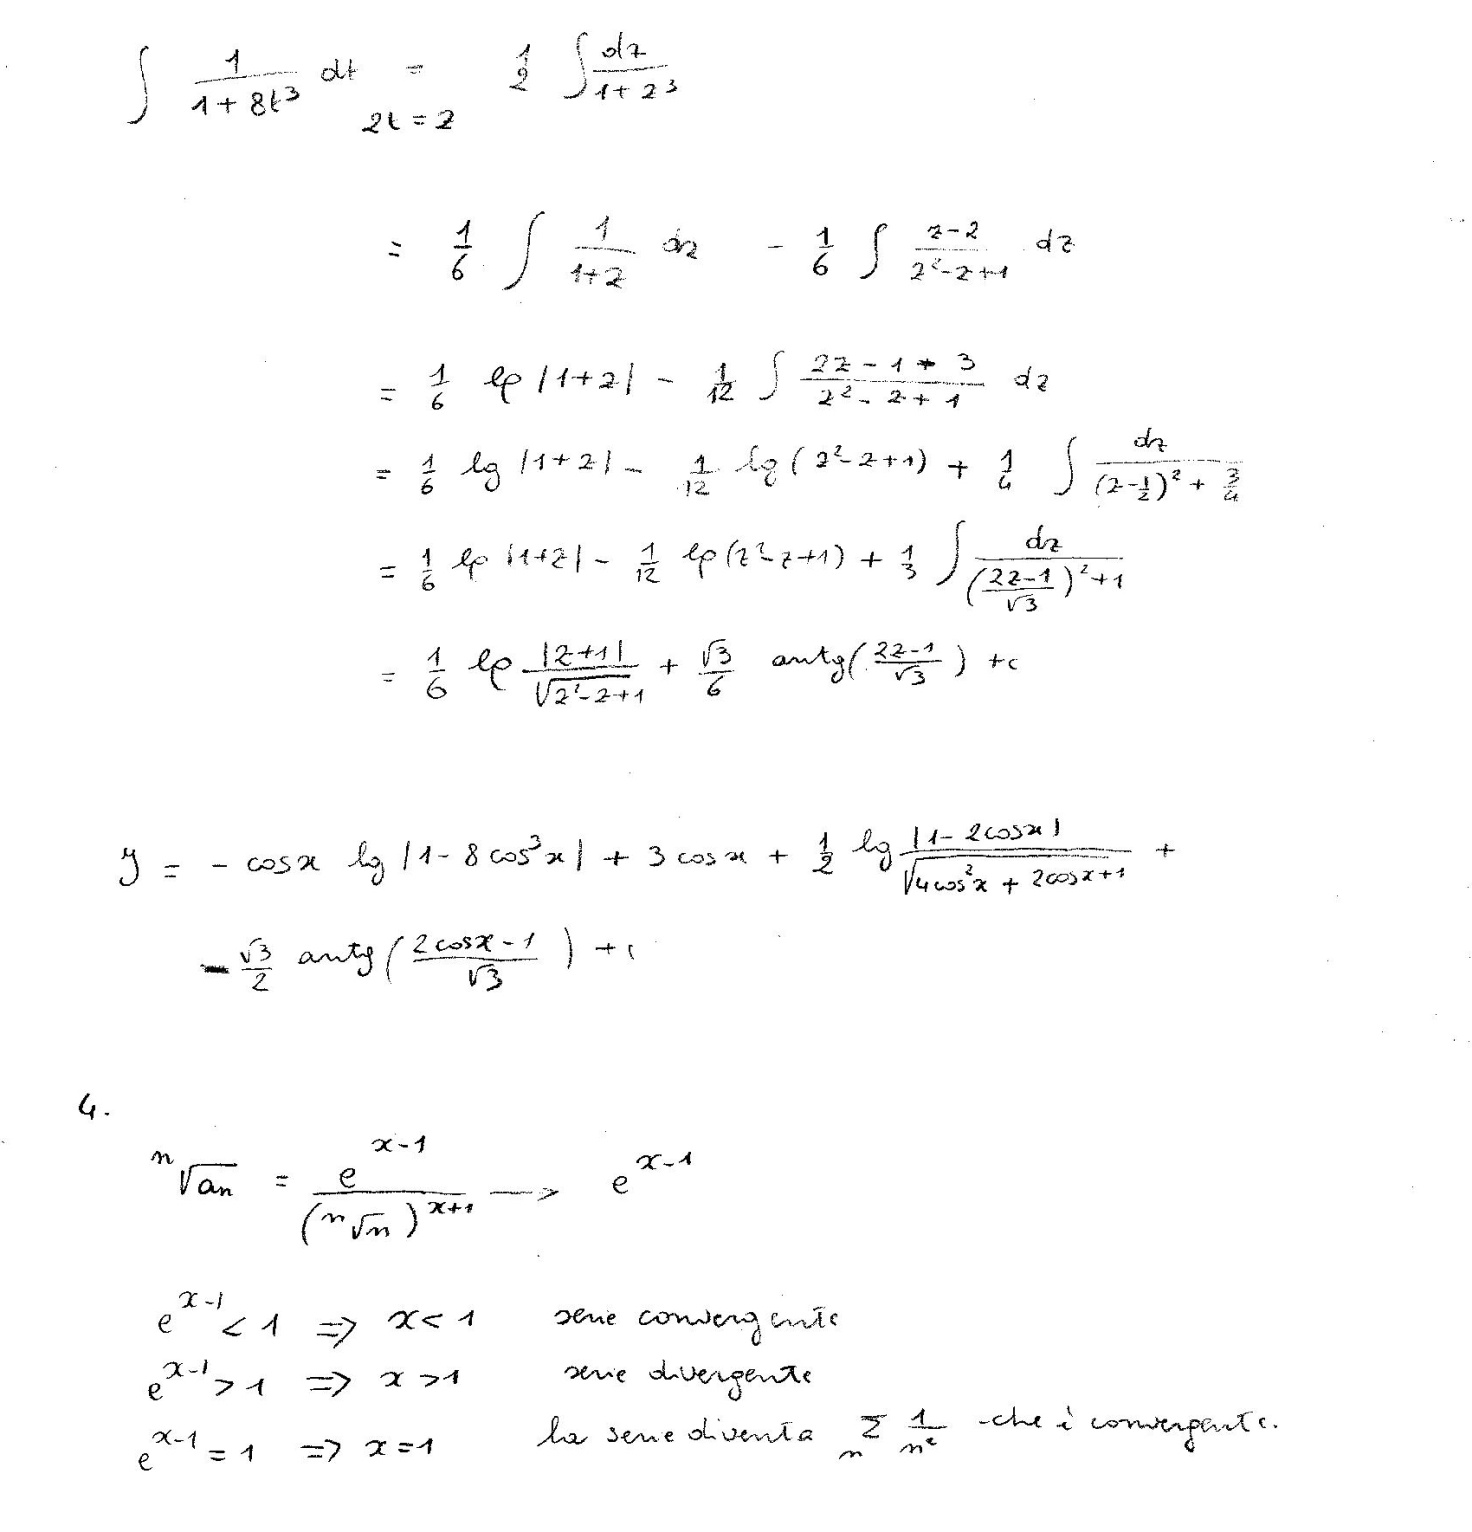 ∫ 1/(1+8t³) dt = 1/2 ∫ dz/(1+z³)
2t = z
= 1/6 ∫ 1/(1+z) dz - 1/6 ∫ (z-2)/(z²-z+1) dz
= 1/6 lg |1+z| - 1/12 ∫ (2z-1+3)/(z²-z+1) dz
= 1/6 lg |1+z| - 1/12 lg (z²-z+1) + 1/4 ∫ dz/((z-1/2)² + 3/4)
= 1/6 lg |1+z| - 1/12 lg (z²-z+1) + 1/3 ∫ dz/(((2z-1)/√3)² + 1)
= 1/6 lg |z+1|/√(z²-z+1) + √3/6 arctg((2z-1)/√3) + c
y = - cosx lg |1-8cos³x| + 3 cosx + 1/2 lg |1-2cosx|/√(4cos²x + 2cosx+1) +
- √3/2 arctg((2cosx-1)/√3) + c
4.
ⁿ√an = e^(x-1)/(ⁿ√n)^(x+1) → e^(x-1)
e^(x-1) < 1 ⇒ x < 1 serie convergente
e^(x-1) > 1 ⇒ x > 1 serie divergente
e^(x-1) = 1 ⇒ x = 1 la serie diventa Σn 1/n² che è convergente.